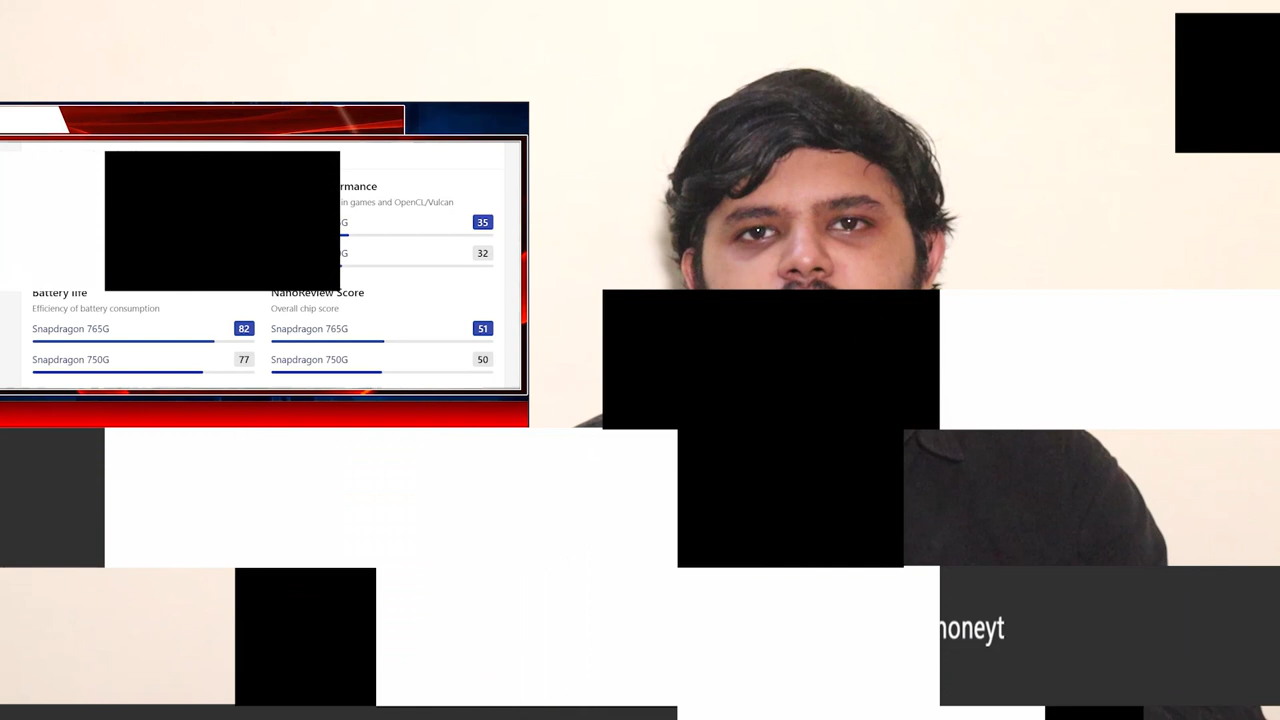 rmance
in games and OpenCL/Vulcan
G 35
G 32
Battery life
Efficiency of battery consumption
Snapdragon 765G 82
Snapdragon 750G 77
NanoReview Score
Overall chip score
Snapdragon 765G 51
Snapdragon 750G 50
honeyt